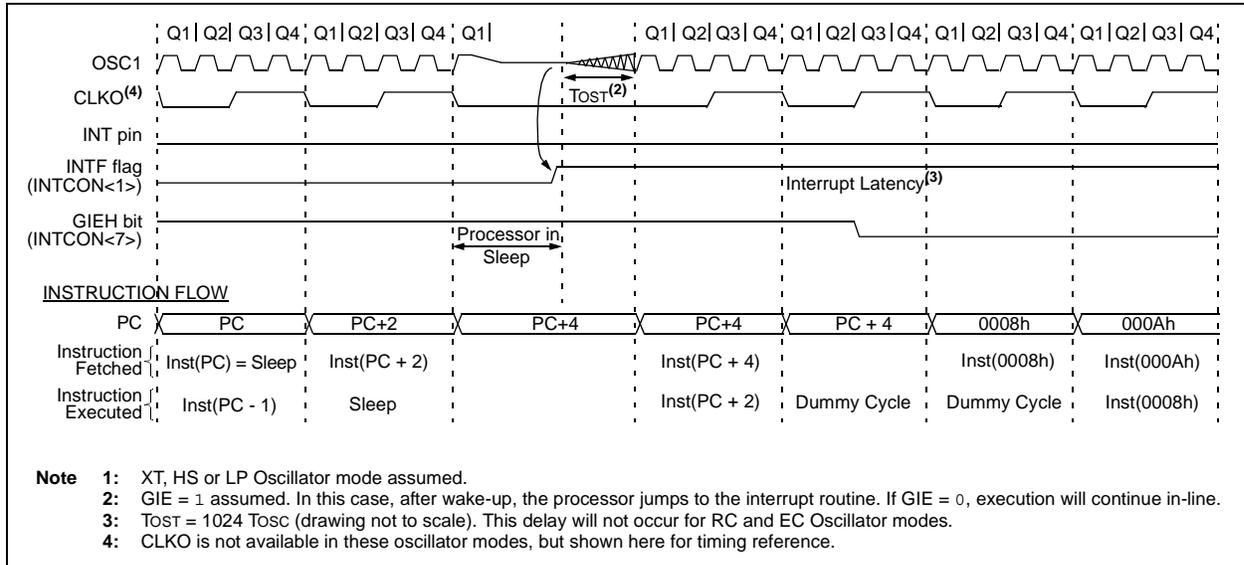 Q1| Q2| Q3| Q4 Q1| Q2| Q3| Q4 Q1| Q1| Q2| Q3| Q4 Q1| Q2| Q3| Q4 Q1| Q2| Q3| Q4 Q1| Q2| Q3| Q4
OSC1
TOST(2)
CLKO(4)
INT pin
INTF flag
(INTCON<1>)
Interrupt Latency(3)
GIEH bit
(INTCON<7>)
Processor in
Sleep
INSTRUCTION FLOW
PC PC PC+2 PC+4 PC+4 PC + 4 0008h 000Ah
Instruction
Fetched
Inst(PC) = Sleep Inst(PC + 2) Inst(PC + 4) Inst(0008h) Inst(000Ah)
Instruction
Executed
Inst(PC - 1) Sleep Inst(PC + 2) Dummy Cycle Dummy Cycle Inst(0008h)
Note 1: XT, HS or LP Oscillator mode assumed.
2: GIE = 1 assumed. In this case, after wake-up, the processor jumps to the interrupt routine. If GIE = 0, execution will continue in-line.
3: TOST = 1024 TOSC (drawing not to scale). This delay will not occur for RC and EC Oscillator modes.
4: CLKO is not available in these oscillator modes, but shown here for timing reference.